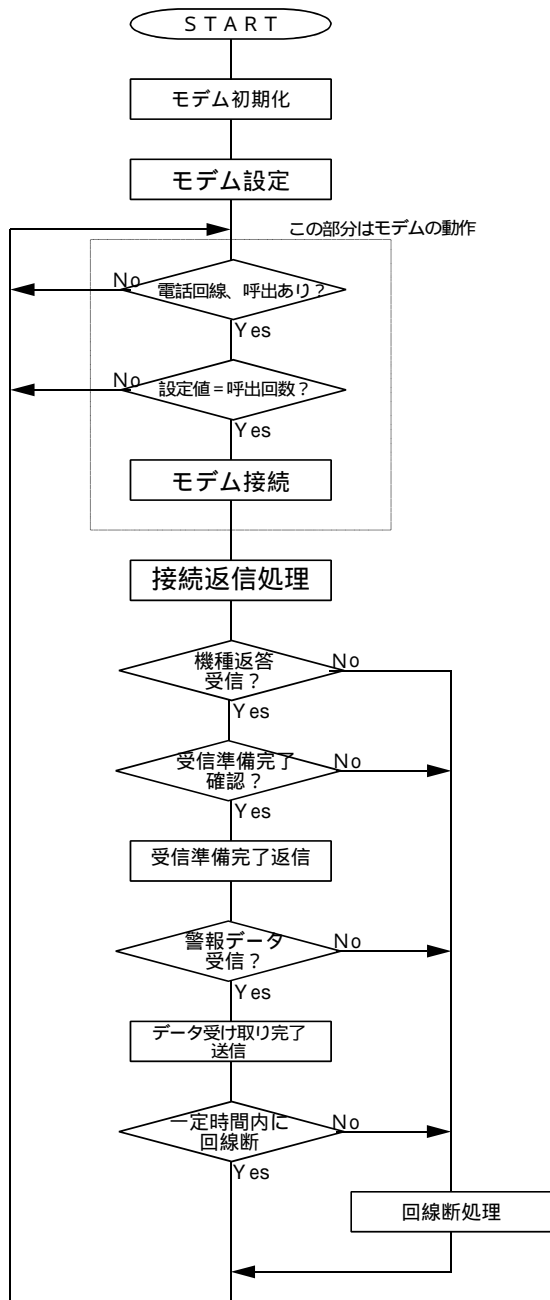 ＳＴＡＲＴ
モデム初期化
モデム設定
この部分はモデムの動作
No
電話回線、呼出あり？
Yes
No
設定値＝呼出回数？
Yes
モデム接続
接続返信処理
機種返答
受信？
No
Yes
受信準備完了
確認？
No
Yes
受信準備完了返信
警報データ
受信？
No
Yes
データ受け取り完了
送信
一定時間内に
回線断
No
Yes
回線断処理